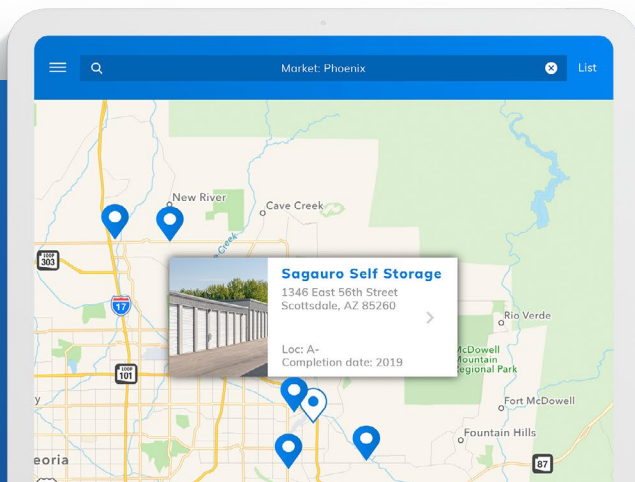 Market: Phoenix
List
New River
Cave Creek
Creek
LOOP
303
17
Sagauro Self Storage
1346 East 56th Street
Scottsdale, AZ 85260
Loc: A-
Completion date: 2019
Rio Verde
McDowell
Mountain
Regional Park
LOOP
101
Fort McDowell
Fountain Hills
y
eoria
87